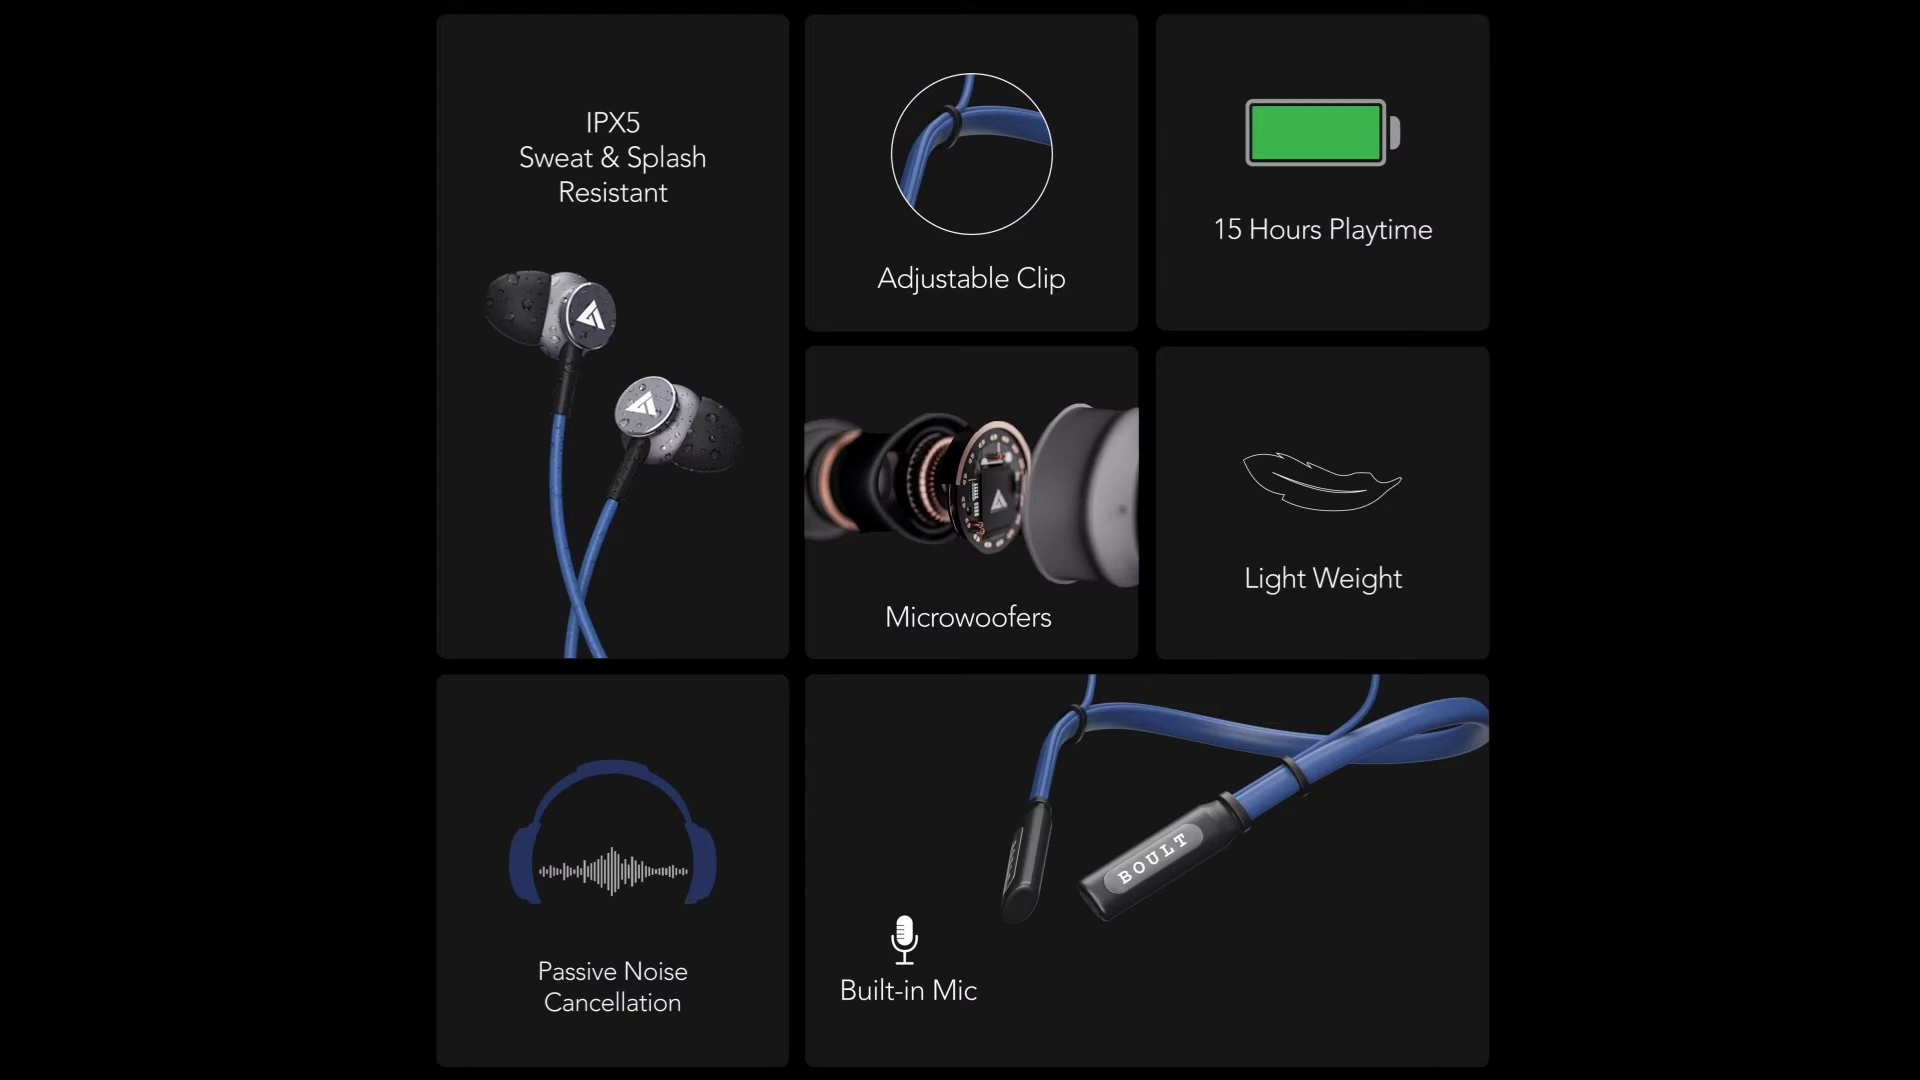 IPX5
Sweat & Splash
Resistant
Adjustable Clip
15 Hours Playtime
Microwoofers
Light Weight
Passive Noise
Cancellation
BOULT
Built-in Mic